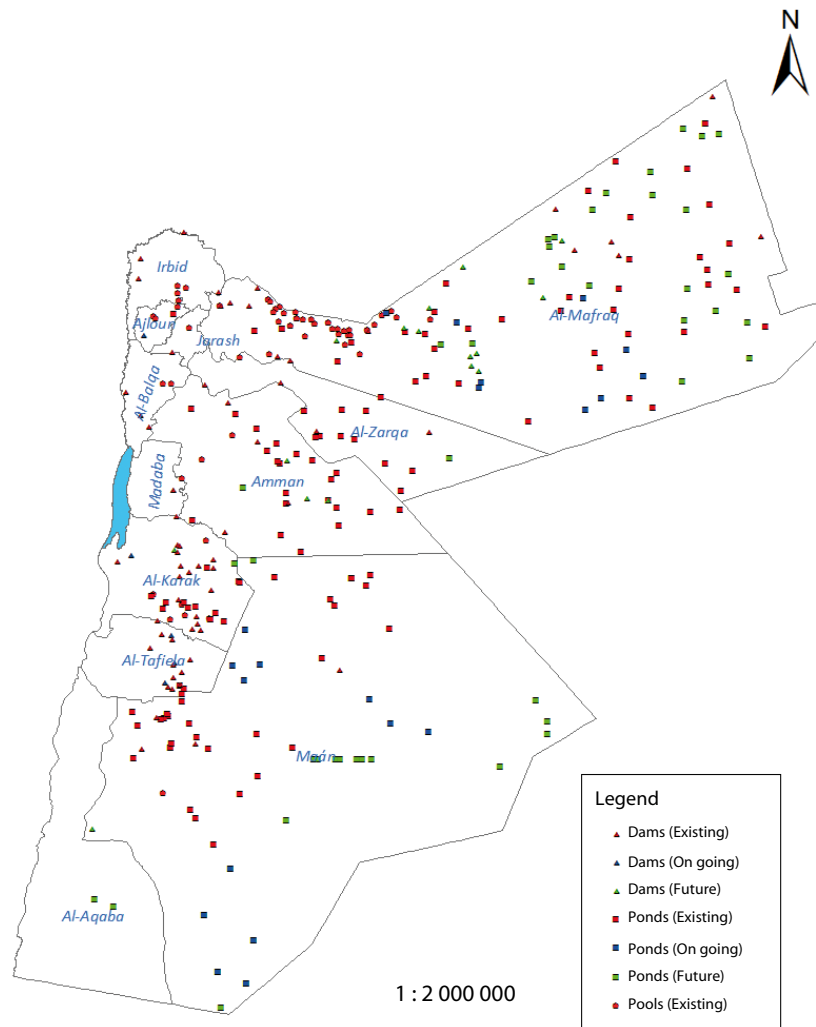 N
Irbid
Al-Mafraq
Ajloun
Jarash
Al-Balqa
Al-Zarqa
Madaba
Amman
Al-Karak
Al-Tafiela
Maán
Al-Aqaba
Legend
Dams (Existing)
Dams (On going)
Dams (Future)
Ponds (Existing)
Ponds (On going)
Ponds (Future)
Pools (Existing)
1 : 2 000 000